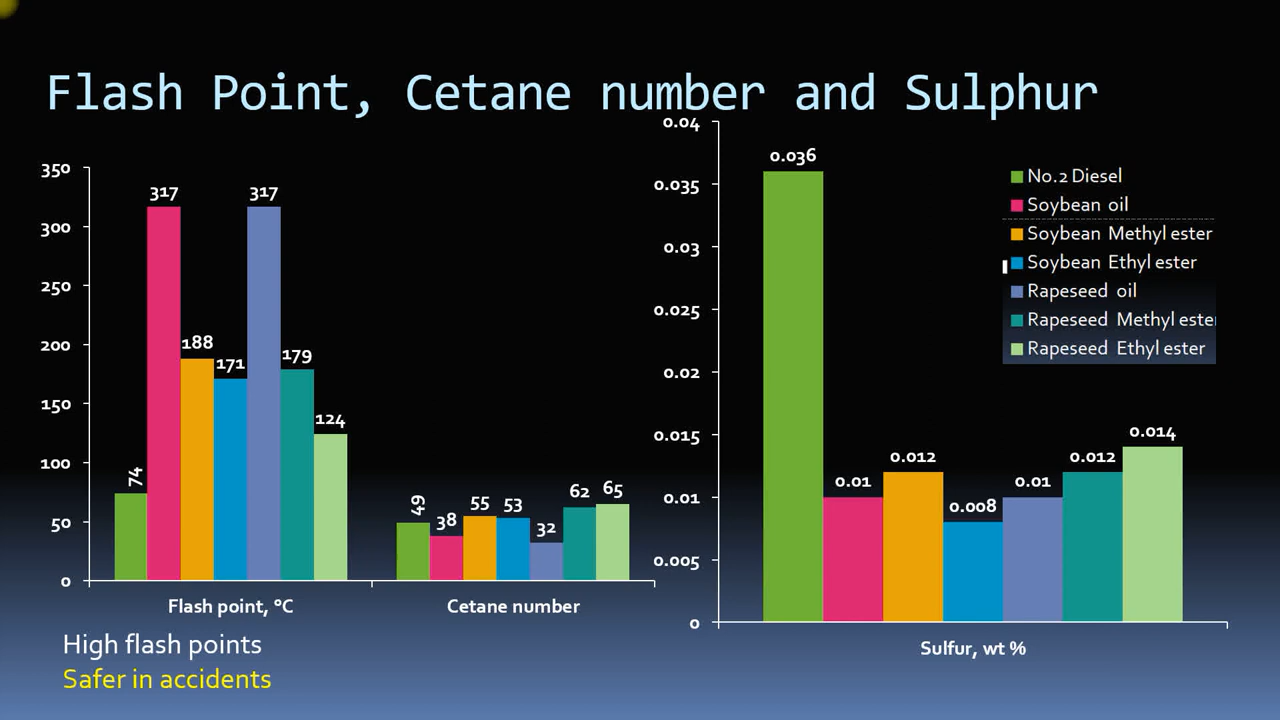 Flash Point, Cetane number and Sulphur
350
300
250
200
150
100
50
0
74
317
188
171
317
179
124
49
38
55
53
32
62
65
Flash point, ºC
Cetane number
0.04
0.035
0.03
0.025
0.02
0.015
0.01
0.005
0
0.036
0.01
0.012
0.008
0.01
0.012
0.014
Sulfur, wt %
No.2 Diesel
Soybean oil
Soybean Methyl ester
Soybean Ethyl ester
Rapeseed oil
Rapeseed Methyl ester
Rapeseed Ethyl ester
High flash points
Safer in accidents